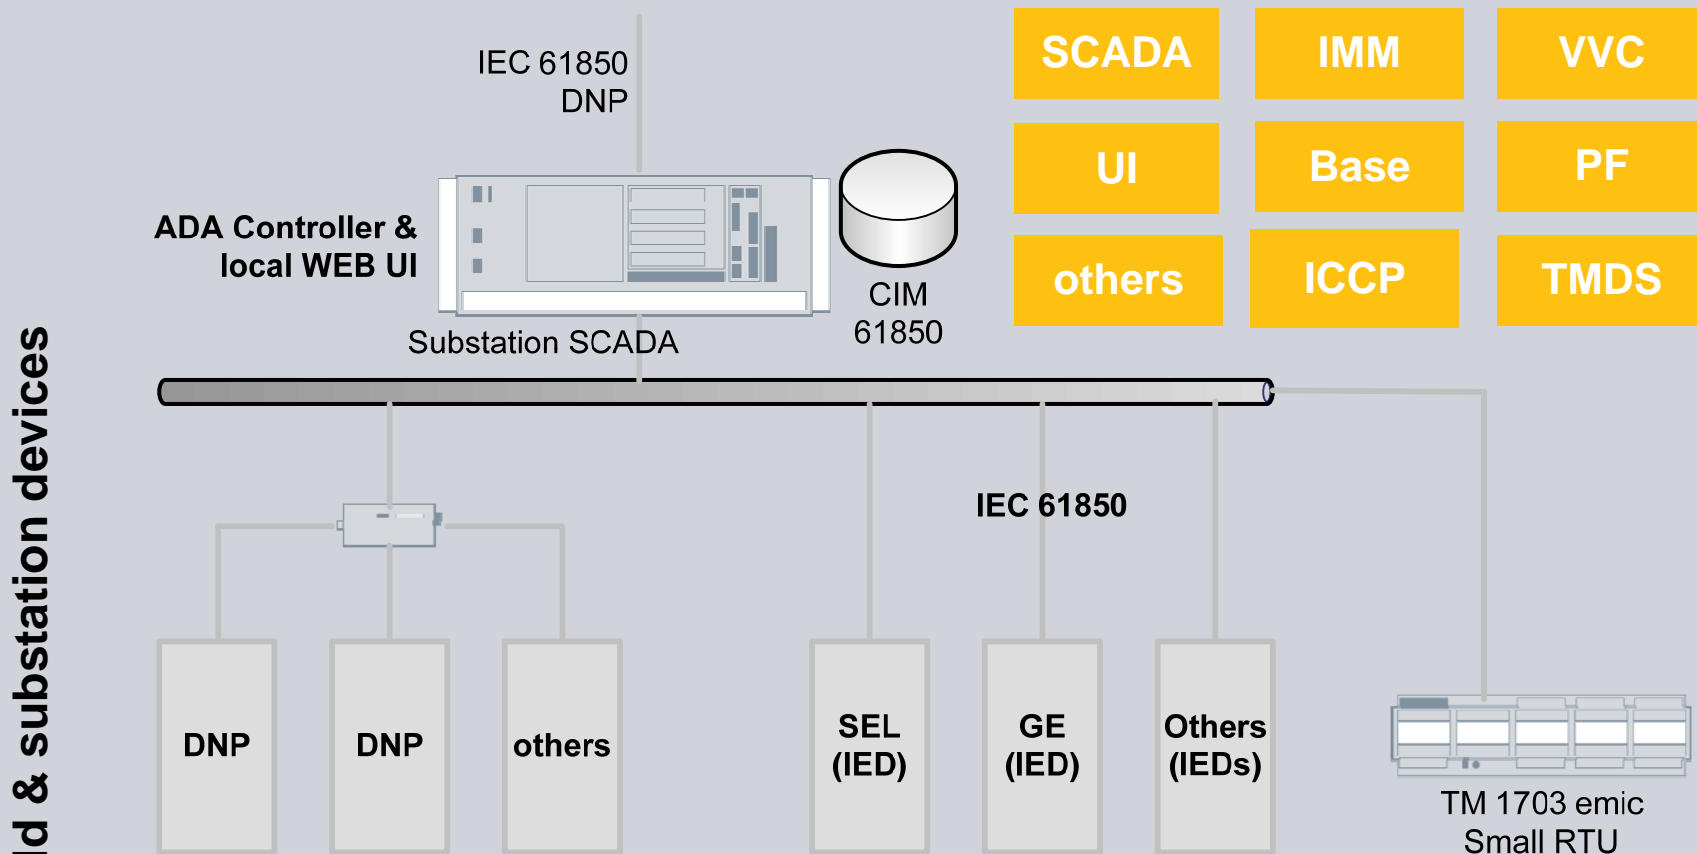 IEC 61850
DNP
SCADA
IMM
VVC
UI
Base
PF
others
ICCP
TMDS
ADA Controller &
local WEB UI
CIM
61850
Substation SCADA
& substation devices
IEC 61850
DNP
DNP
others
SEL
(IED)
GE
(IED)
Others
(IEDs)
TM 1703 emic
Small RTU